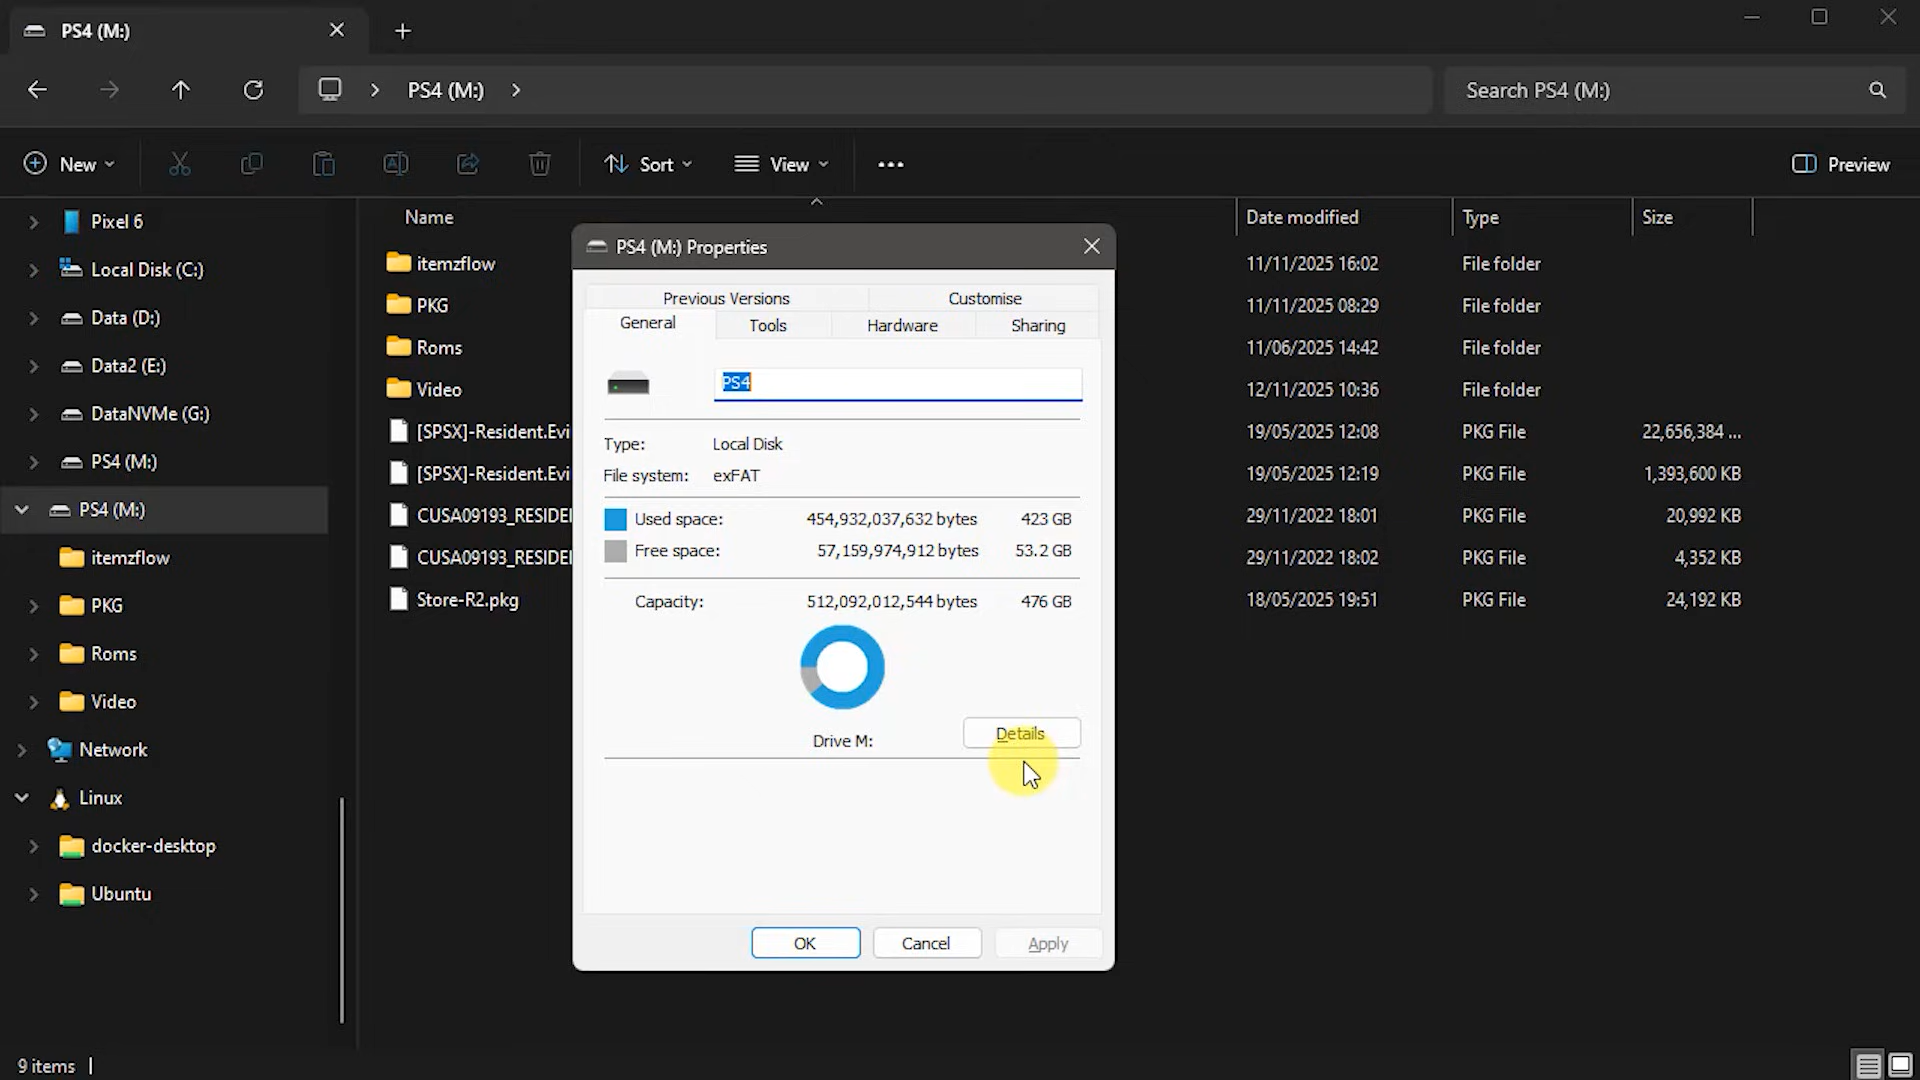 PS4 (M:)
PS4 (M:)
Search PS4 (M:)
New
Sort
View
Preview
Pixel 6
Local Disk (C:)
Data (D:)
Data2 (E:)
DataNVMe (G:)
PS4 (M:)
PS4 (M:)
itemzflow
PKG
Roms
Video
Network
Linux
docker-desktop
Ubuntu
Name Date modified Type Size
itemzflow 11/11/2025 16:02 File folder
PKG 11/11/2025 08:29 File folder
Roms 11/06/2025 14:42 File folder
Video 12/11/2025 10:36 File folder
[SPSX]-Resident.Evi 19/05/2025 12:08 PKG File 22,656,384 ...
[SPSX]-Resident.Evi 19/05/2025 12:19 PKG File 1,393,600 KB
CUSA09193_RESIDE 29/11/2022 18:01 PKG File 20,992 KB
CUSA09193_RESIDE 29/11/2022 18:02 PKG File 4,352 KB
Store-R2.pkg 18/05/2025 19:51 PKG File 24,192 KB
PS4 (M:) Properties
Previous Versions Customise
General Tools Hardware Sharing
PS4
Type: Local Disk
File system: exFAT
Used space: 454,932,037,632 bytes 423 GB
Free space: 57,159,974,912 bytes 53.2 GB
Capacity: 512,092,012,544 bytes 476 GB
Drive M:
Details
OK Cancel Apply
9 items